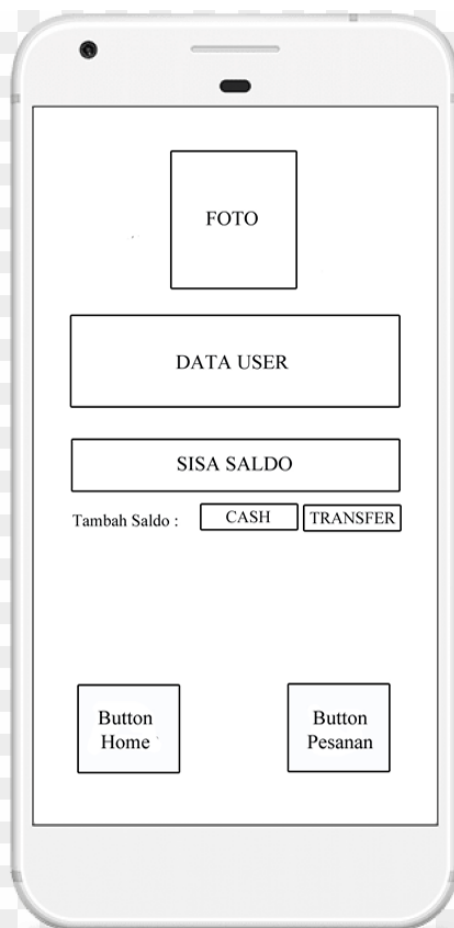 FOTO
DATA USER
SISA SALDO
Tambah Saldo :
CASH
TRANSFER
Button
Home
Button
Pesanan